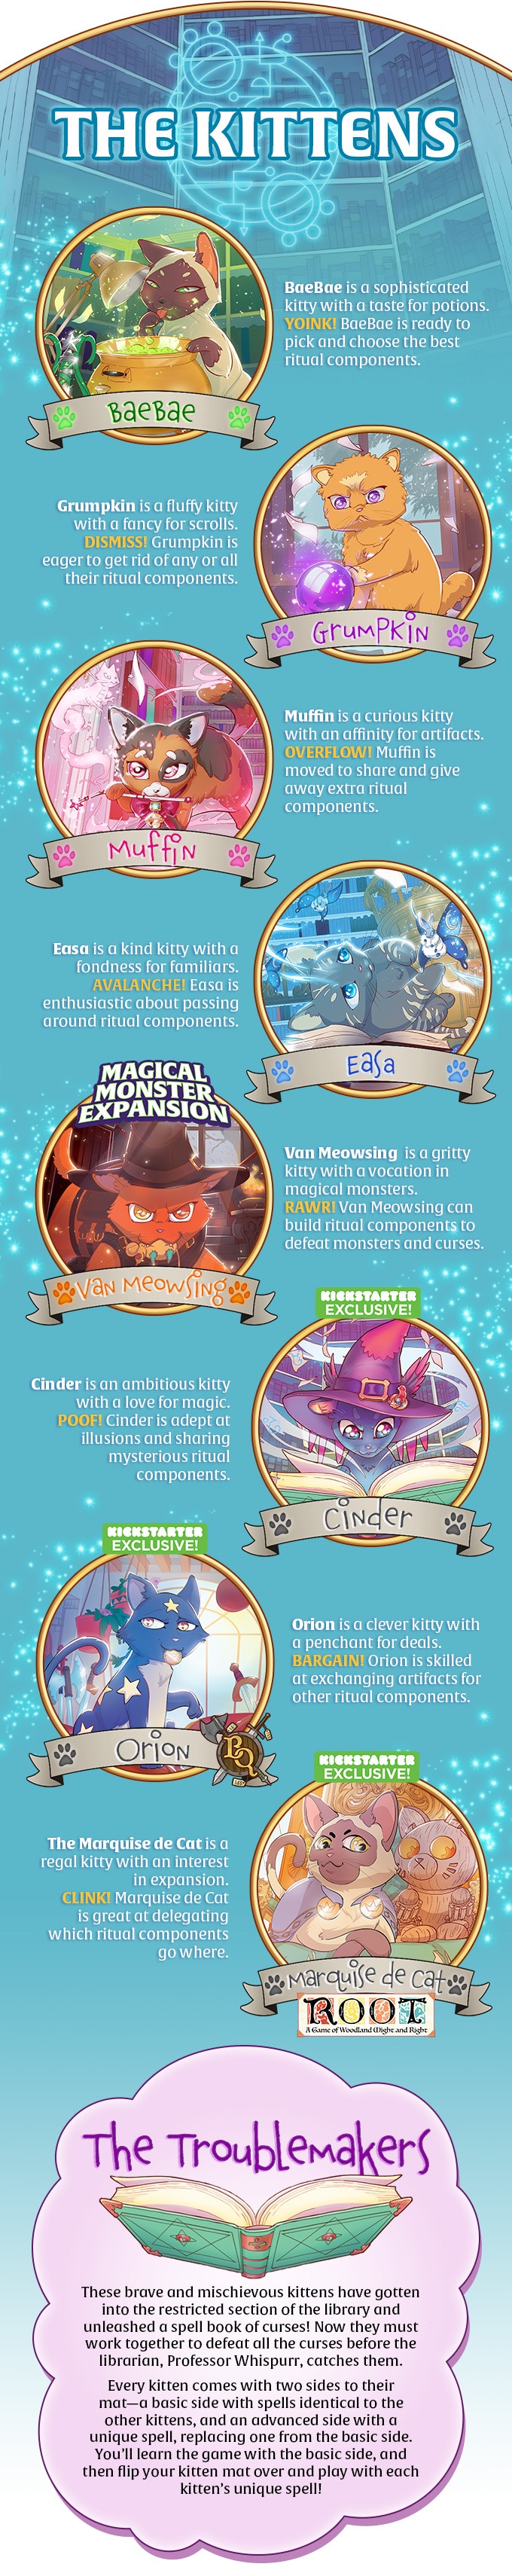 THE KITTENS
BaeBae is a sophisticated
kitty with a taste for potions.
YOINK! BaeBae is ready to
pick and choose the best
ritual components.
BaeBae
Grumpkin is a fluffy kitty
with a fancy for scrolls.
DISMISS! Grumpkin is
eager to get rid of any or all
their ritual components.
GrumPkin
Muffin is a curious kitty
with an affinity for artifacts.
OVERFLOW! Muffin is
moved to share and give
away extra ritual
components.
Muffin
Easa is a kind kitty with a
fondness for familiars.
AVALANCHE! Easa is
enthusiastic about passing
around ritual components.
Easa
MAGICAL
MONSTER
EXPANSION
Van Meowsing is a gritty
kitty with a vocation in
magical monsters.
RAWR! Van Meowsing can
build ritual components to
defeat monsters and curses.
Van Meowsing
KICKSTARTER
EXCLUSIVE!
Cinder is an ambitious kitty
with a love for magic.
POOF! Cinder is adept at
illusions and sharing
mysterious ritual
components.
Cinder
KICKSTARTER
EXCLUSIVE!
Orion is a clever kitty with
a penchant for deals.
BARGAIN! Orion is skilled
at exchanging artifacts for
other ritual components.
Orion
KICKSTARTER
EXCLUSIVE!
The Marquise de Cat is a
regal kitty with an interest
in expansion.
CLINK! Marquise de Cat
is great at delegating
which ritual components
go where.
Marquise de Cat
ROOT
A Game of Woodland Might and Right
The Troublemakers
These brave and mischievous kittens have gotten
into the restricted section of the library and
unleashed a spell book of curses! Now they must
work together to defeat all the curses before the
librarian, Professor Whispurr, catches them.
Every kitten comes with two sides to their
mat—a basic side with spells identical to the
other kittens, and an advanced side with a
unique spell, replacing one from the basic side.
You'll learn the game with the basic side, and
then flip your kitten mat over and play with each
kitten's unique spell!